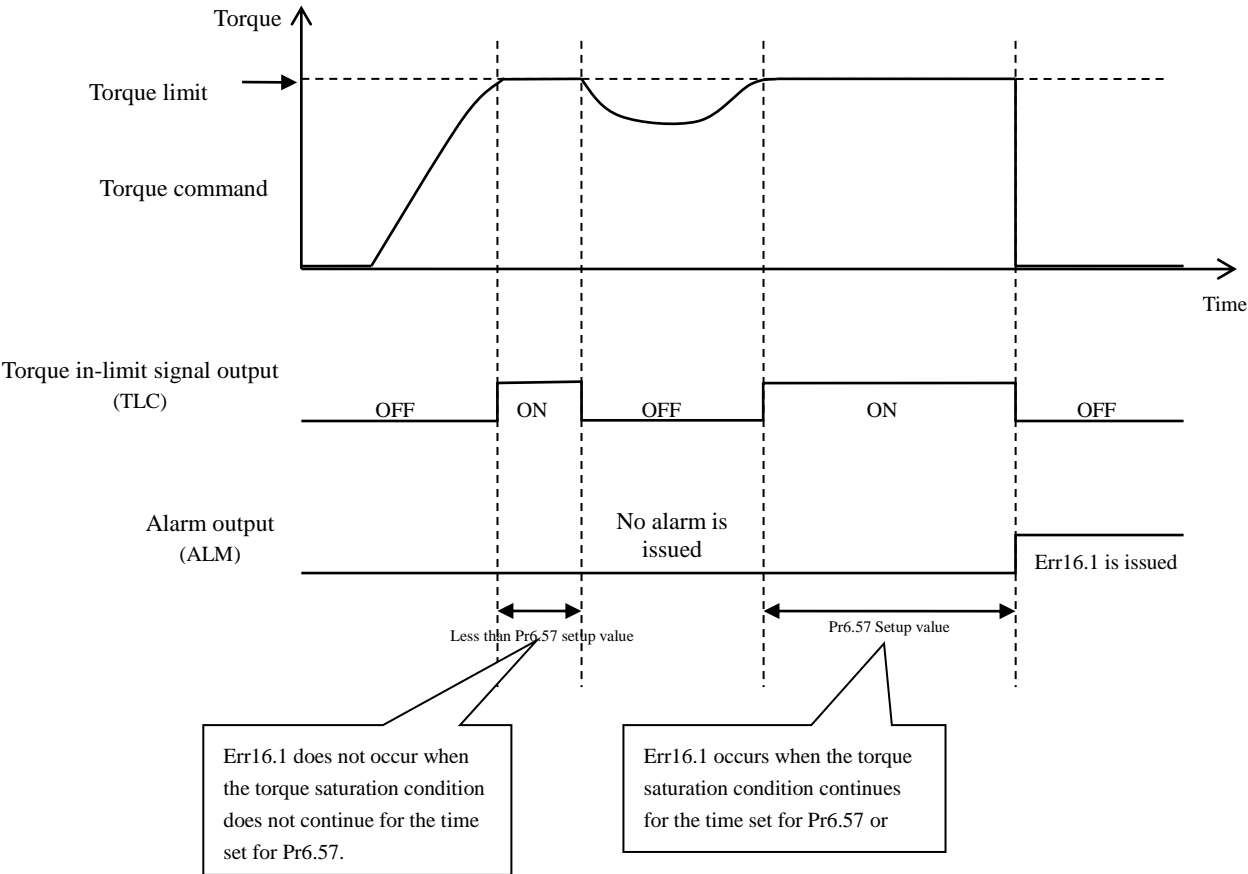 Torque
Torque limit
Torque command
Time
Torque in-limit signal output
(TLC)
OFF
ON
OFF
ON
OFF
Alarm output
(ALM)
No alarm is
issued
Err16.1 is issued
Less than Pr6.57 setup value
Pr6.57 Setup value
Err16.1 does not occur when
the torque saturation condition
does not continue for the time
set for Pr6.57.
Err16.1 occurs when the torque
saturation condition continues
for the time set for Pr6.57 or